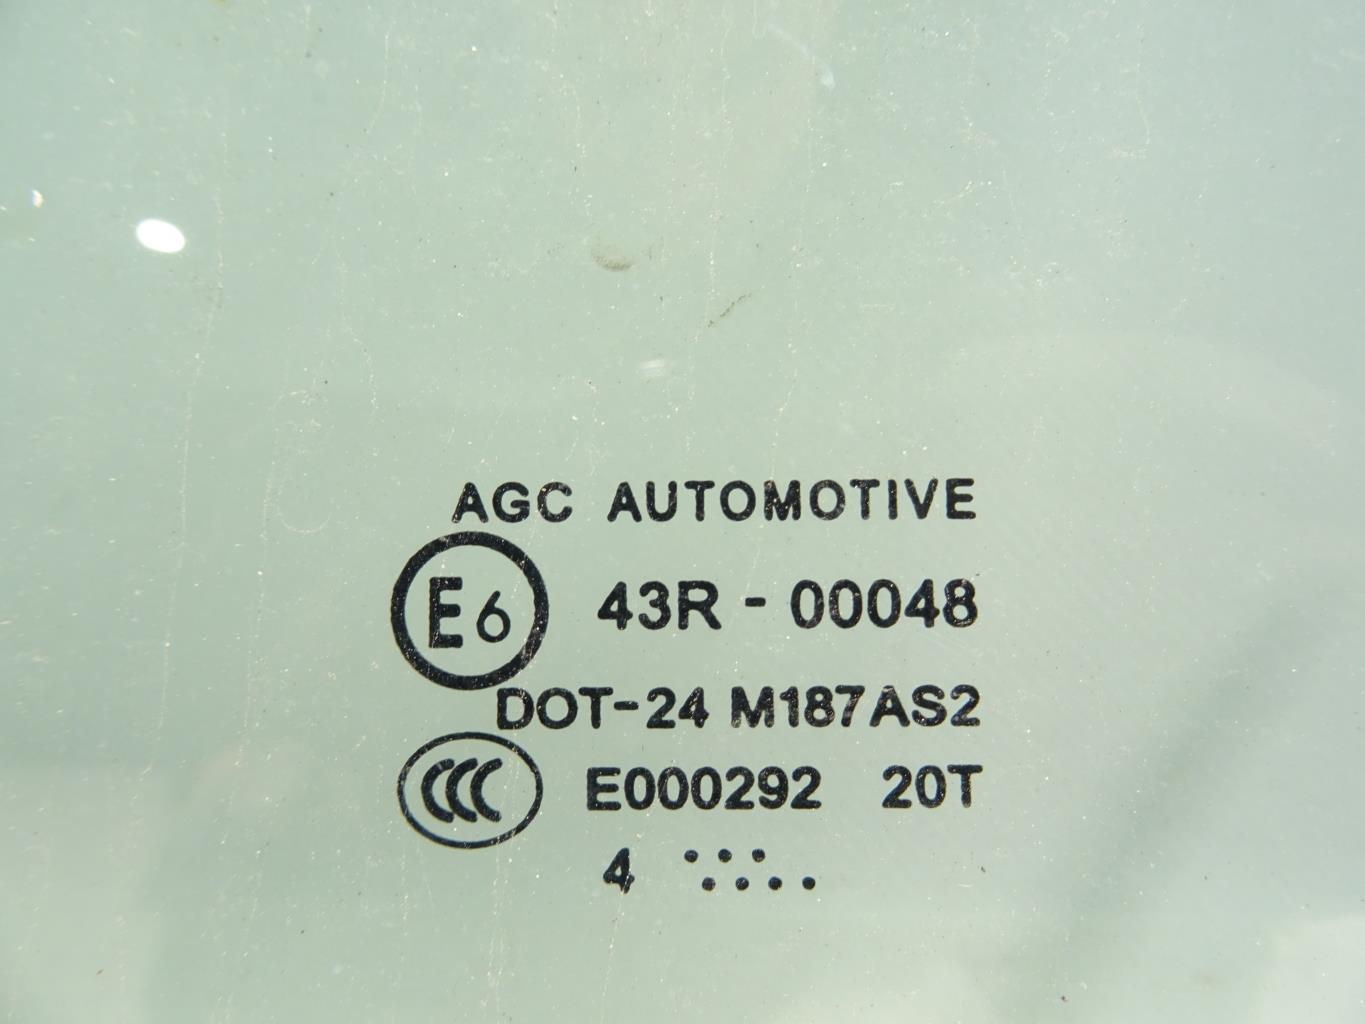 AGC AUTOMOTIVE
E6 43R - 00048
DOT-24 M187AS2
CCC E000292 20T
4